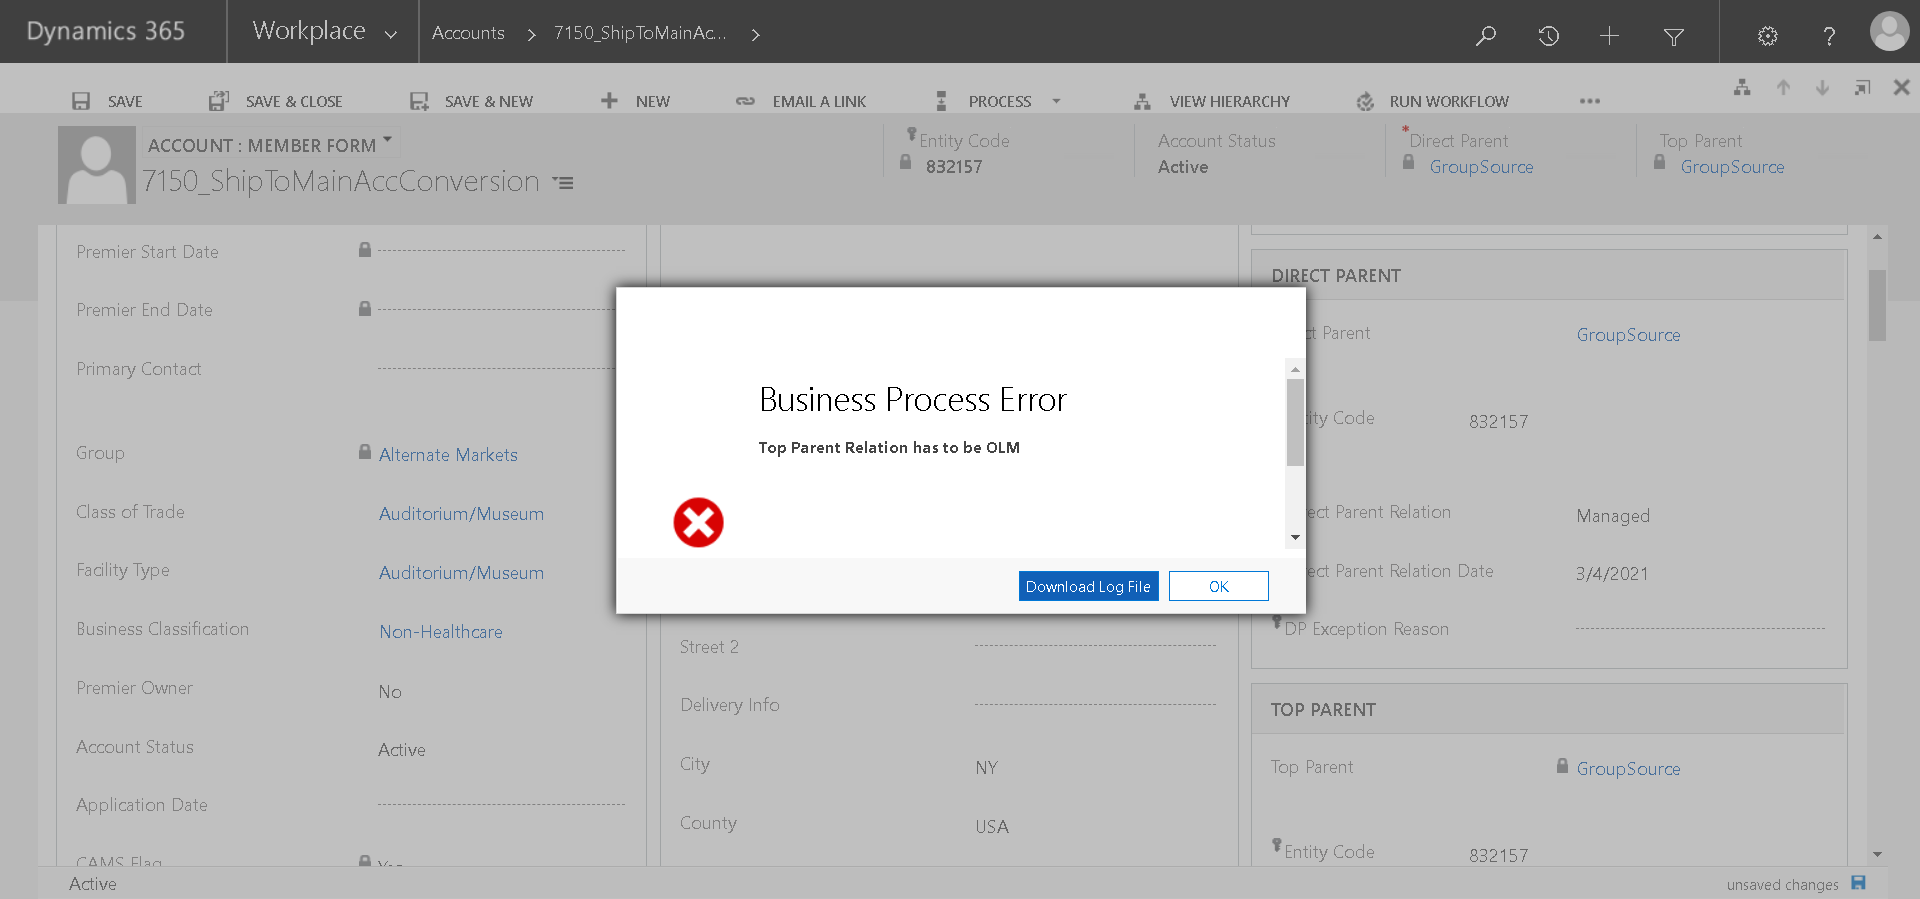 Dynamics 365
Workplace
Accounts
7150_ShipToMainAc...
SAVE
SAVE & CLOSE
SAVE & NEW
NEW
EMAIL A LINK
PROCESS
VIEW HIERARCHY
RUN WORKFLOW
ACCOUNT : MEMBER FORM
7150_ShipToMainAccConversion
Entity Code
832157
Account Status
Active
*Direct Parent
GroupSource
Top Parent
GroupSource
Premier Start Date
Premier End Date
Primary Contact
Group
Alternate Markets
Class of Trade
Auditorium/Museum
Facility Type
Auditorium/Museum
Business Classification
Non-Healthcare
Premier Owner
No
Account Status
Active
Application Date
CAMS Flag
Yes
Business Process Error
Top Parent Relation has to be OLM
Download Log File
OK
Street 2
Delivery Info
City
NY
County
USA
DIRECT PARENT
ct Parent
GroupSource
ity Code
832157
ect Parent Relation
Managed
ect Parent Relation Date
3/4/2021
DP Exception Reason
TOP PARENT
Top Parent
GroupSource
Entity Code
832157
Active
unsaved changes